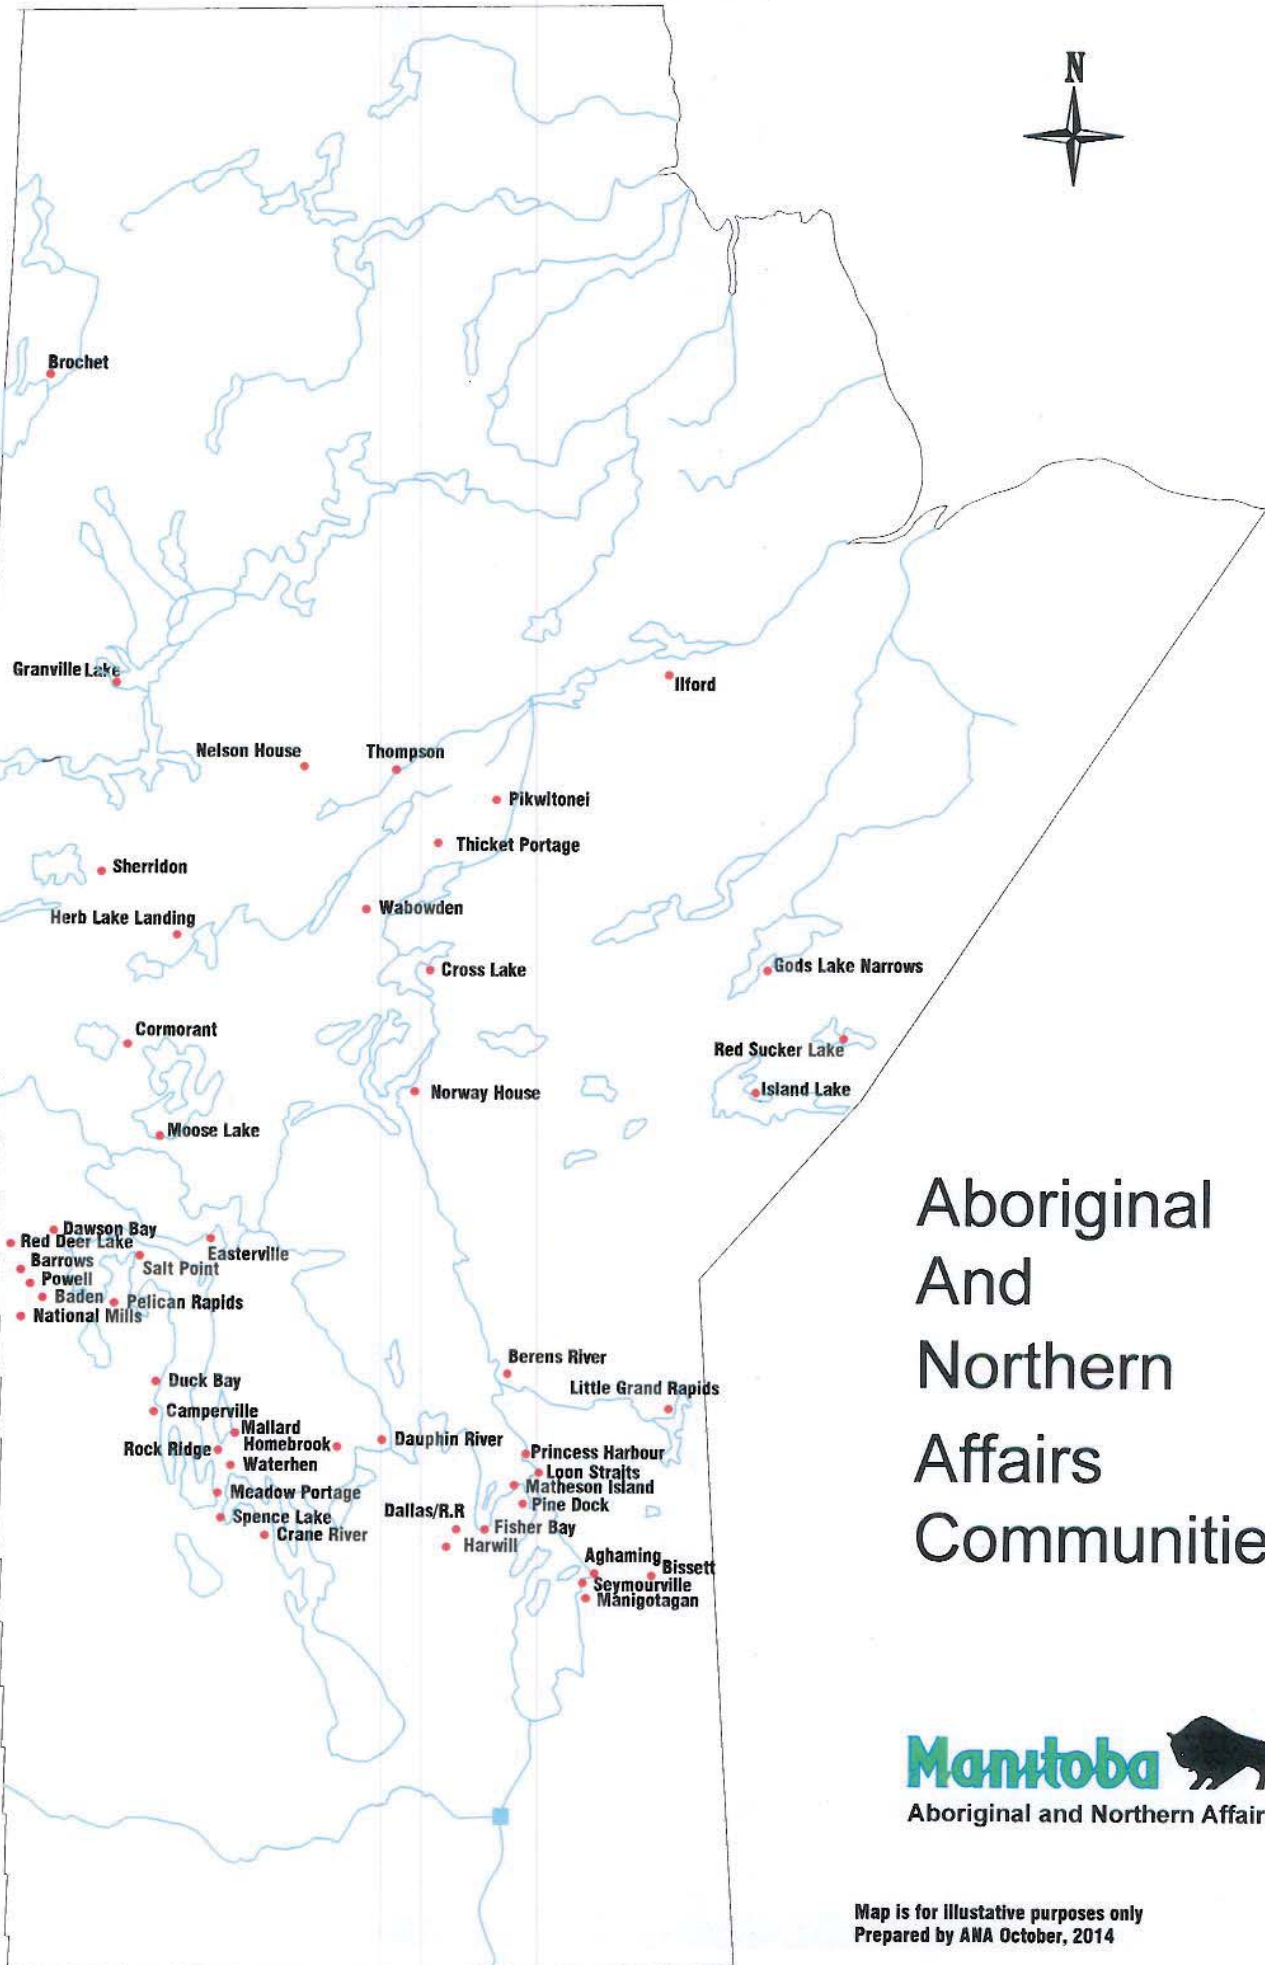 N
Brochet
Granville Lake
Ilford
Nelson House
Thompson
Pikwitonei
Thicket Portage
Sherridon
Wabowden
Herb Lake Landing
Cross Lake
Gods Lake Narrows
Cormorant
Red Sucker Lake
Island Lake
Norway House
Moose Lake
Aboriginal
And
Northern
Affairs
Communitie
Dawson Bay
Red Deer Lake
Easterville
Barrows
Salt Point
Powell
Baden
Pelican Rapids
National Mills
Berens River
Little Grand Rapids
Duck Bay
Camperville
Mallard
Rock Ridge
Homebrook
Dauphin River
Waterhen
Princess Harbour
Loon Straits
Matheson Island
Meadow Portage
Pine Dock
Spence Lake
Dallas/R.R
Crane River
Fisher Bay
Harwill
Aghaming
Bissett
Seymourville
Manigotagan
Manitoba
Aboriginal and Northern Affair
Map is for illustative purposes only
Prepared by ANA October, 2014